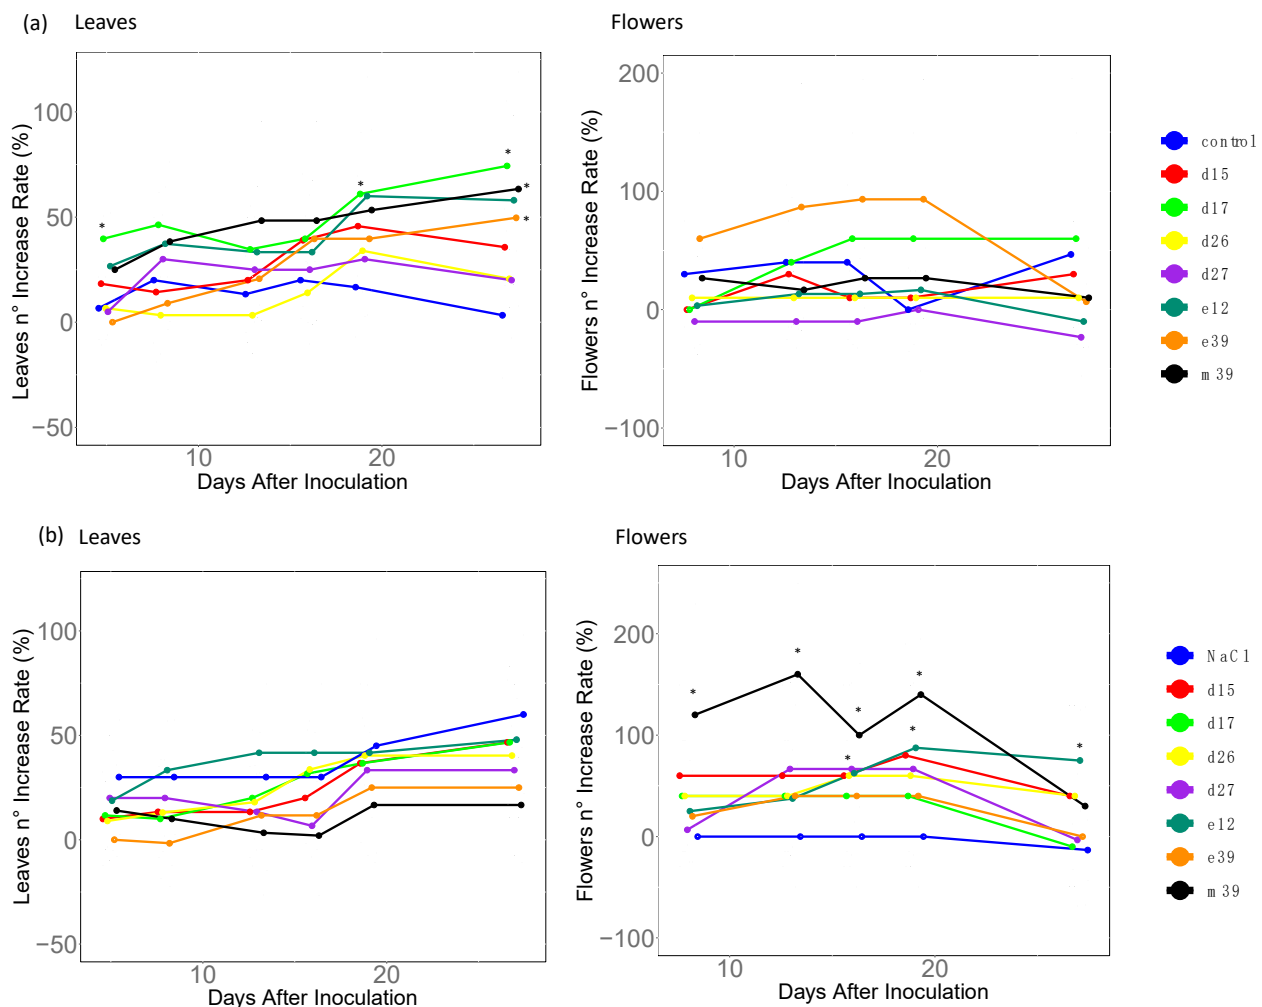 (a) Leaves
Flowers
Leaves n° Increase Rate (%)
100
50
0
−50
10
20
Days After Inoculation
*
*
*
*
*
Flowers n° Increase Rate (%)
200
100
0
−100
10
20
Days After Inoculation
control
d15
d17
d26
d27
e12
e39
m39
(b) Leaves
Flowers
Leaves n° Increase Rate (%)
100
50
0
−50
10
20
Days After Inoculation
Flowers n° Increase Rate (%)
200
100
0
−100
10
20
Days After Inoculation
*
*
*
*
*
*
*
NaCl
d15
d17
d26
d27
e12
e39
m39